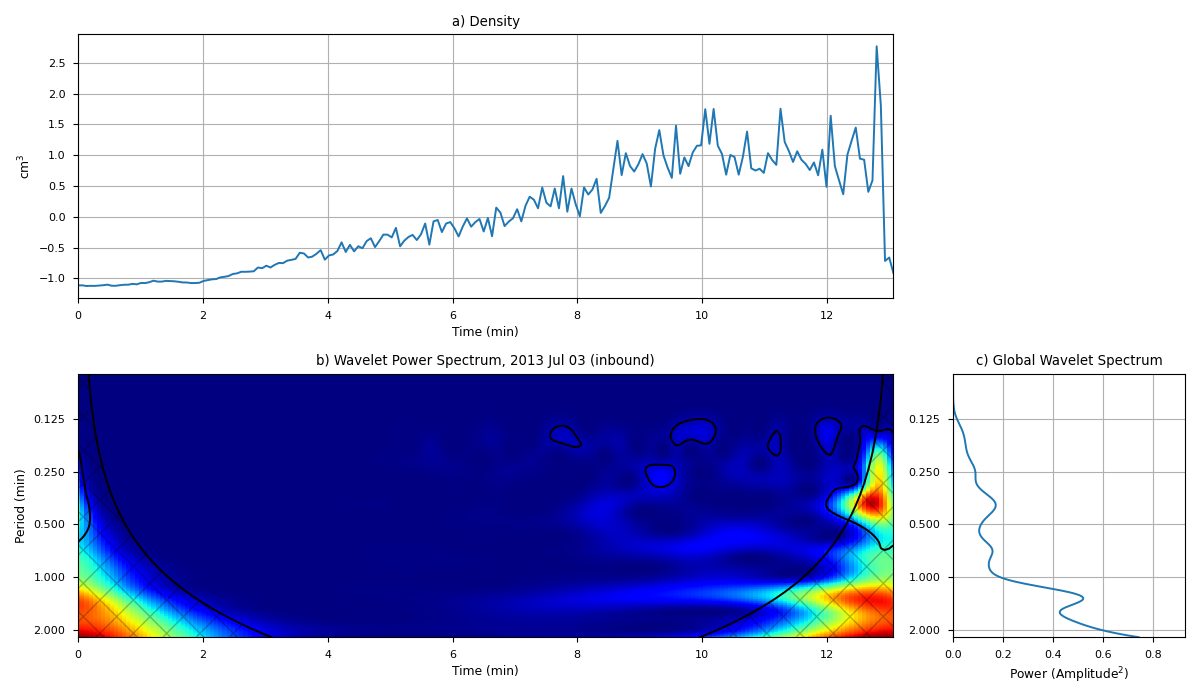 a) Density
cm³
2.5
2.0
1.5
1.0
0.5
0.0
−0.5
−1.0
0 2 4 6 8 10 12
Time (min)
b) Wavelet Power Spectrum, 2013 Jul 03 (inbound)
Period (min)
0.125
0.250
0.500
1.000
2.000
0 2 4 6 8 10 12
Time (min)
c) Global Wavelet Spectrum
0.125
0.250
0.500
1.000
2.000
0.0 0.2 0.4 0.6 0.8
Power (Amplitude²)